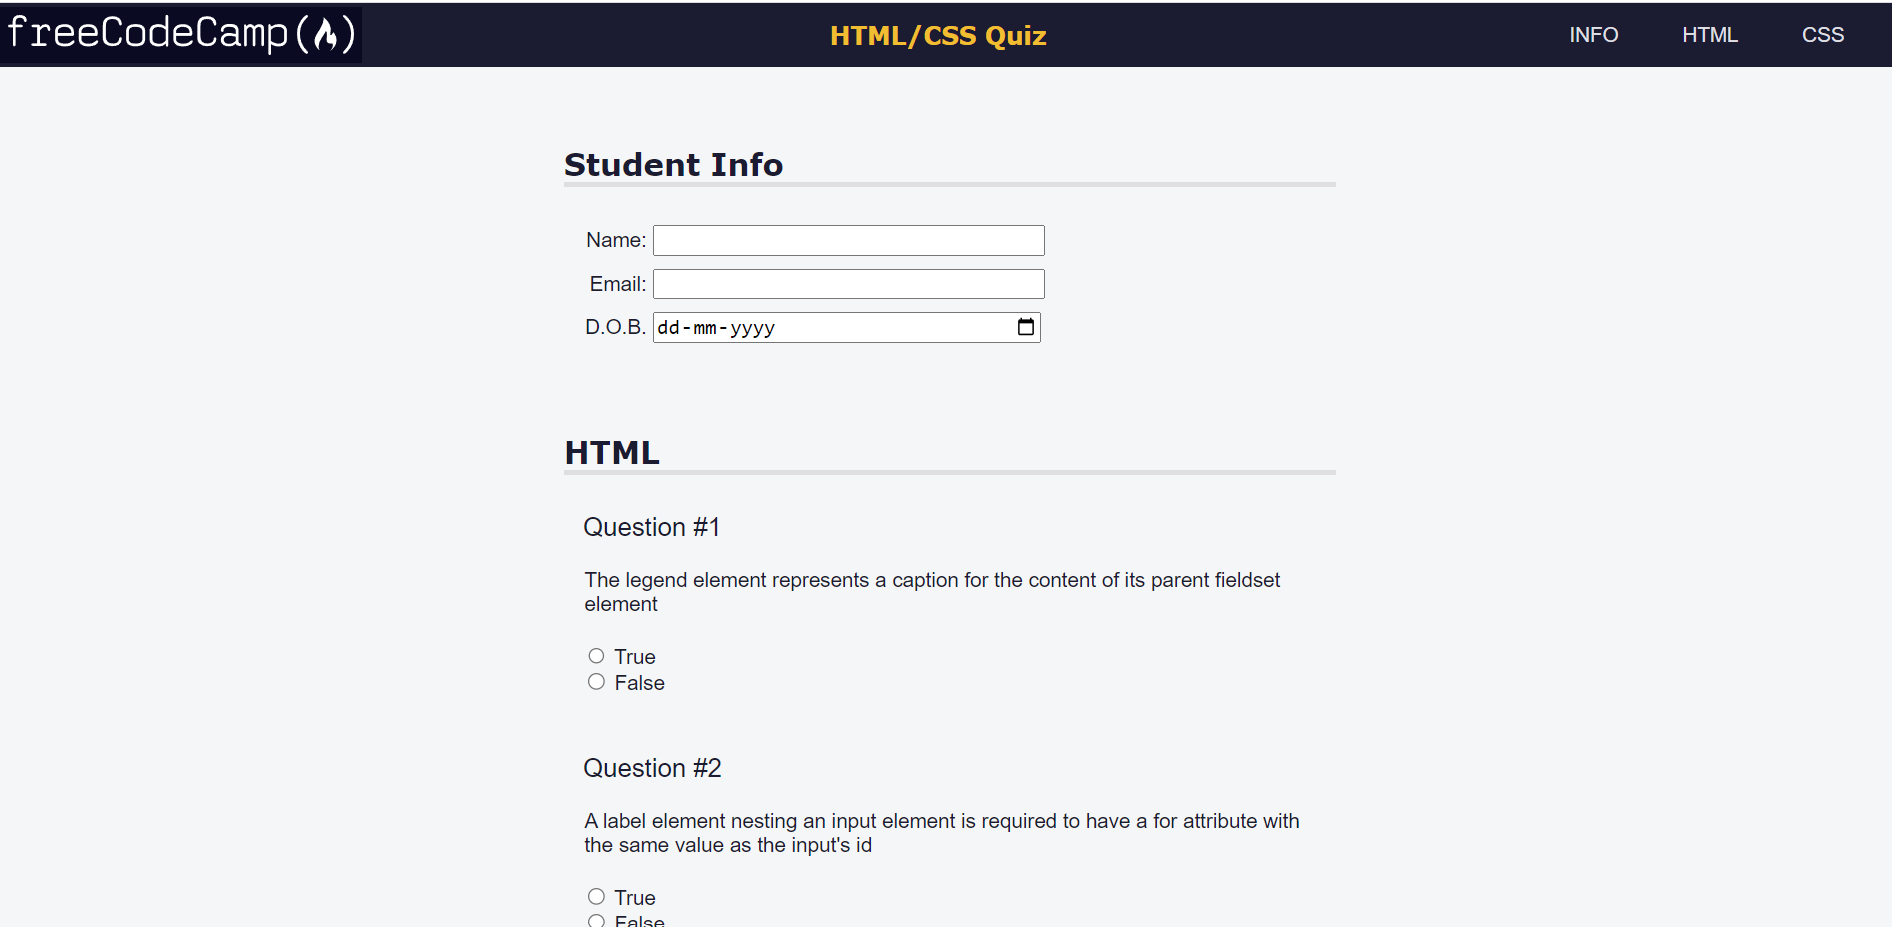 freeCodeCamp
HTML/CSS Quiz
INFO
HTML
CSS
Student Info
Name:
Email:
D.O.B.
dd-mm-yyyy
HTML
Question #1
The legend element represents a caption for the content of its parent fieldset
element
True
False
Question #2
A label element nesting an input element is required to have a for attribute with
the same value as the input's id
True
False